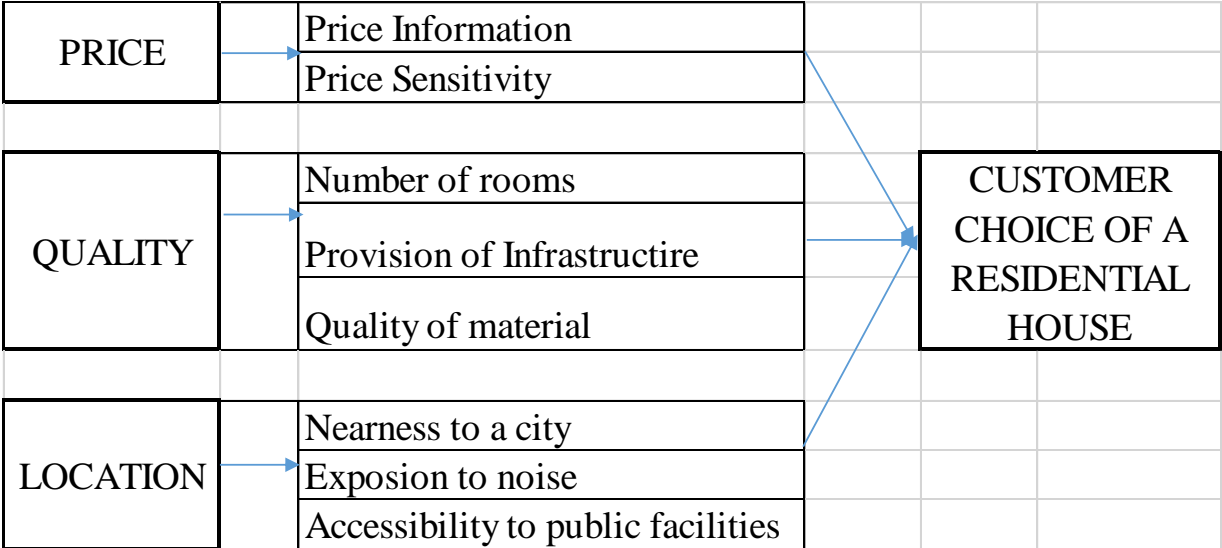 PRICE
Price Information
Price Sensitivity
QUALITY
Number of rooms
Provision of Infrastructire
Quality of material
CUSTOMER
CHOICE OF A
RESIDENTIAL
HOUSE
LOCATION
Nearness to a city
Exposion to noise
Accessibility to public facilities